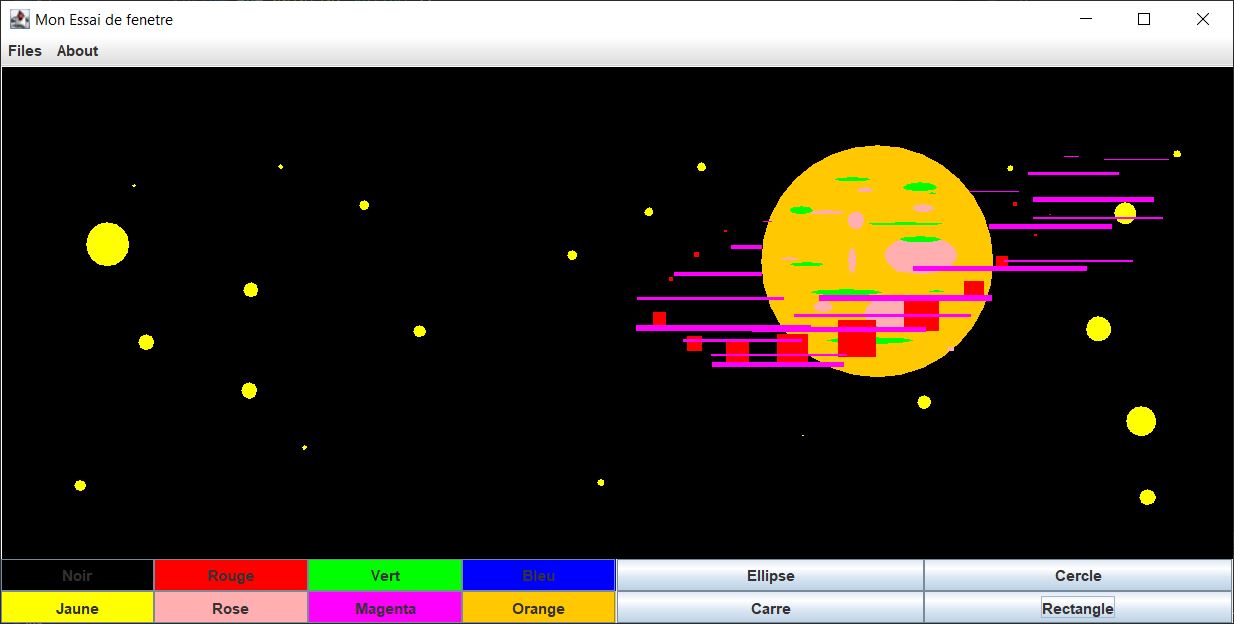 Mon Essai de fenetre
Files About
Noir Rouge Vert Bleu Ellipse Cercle
Jaune Rose Magenta Orange Carre Rectangle